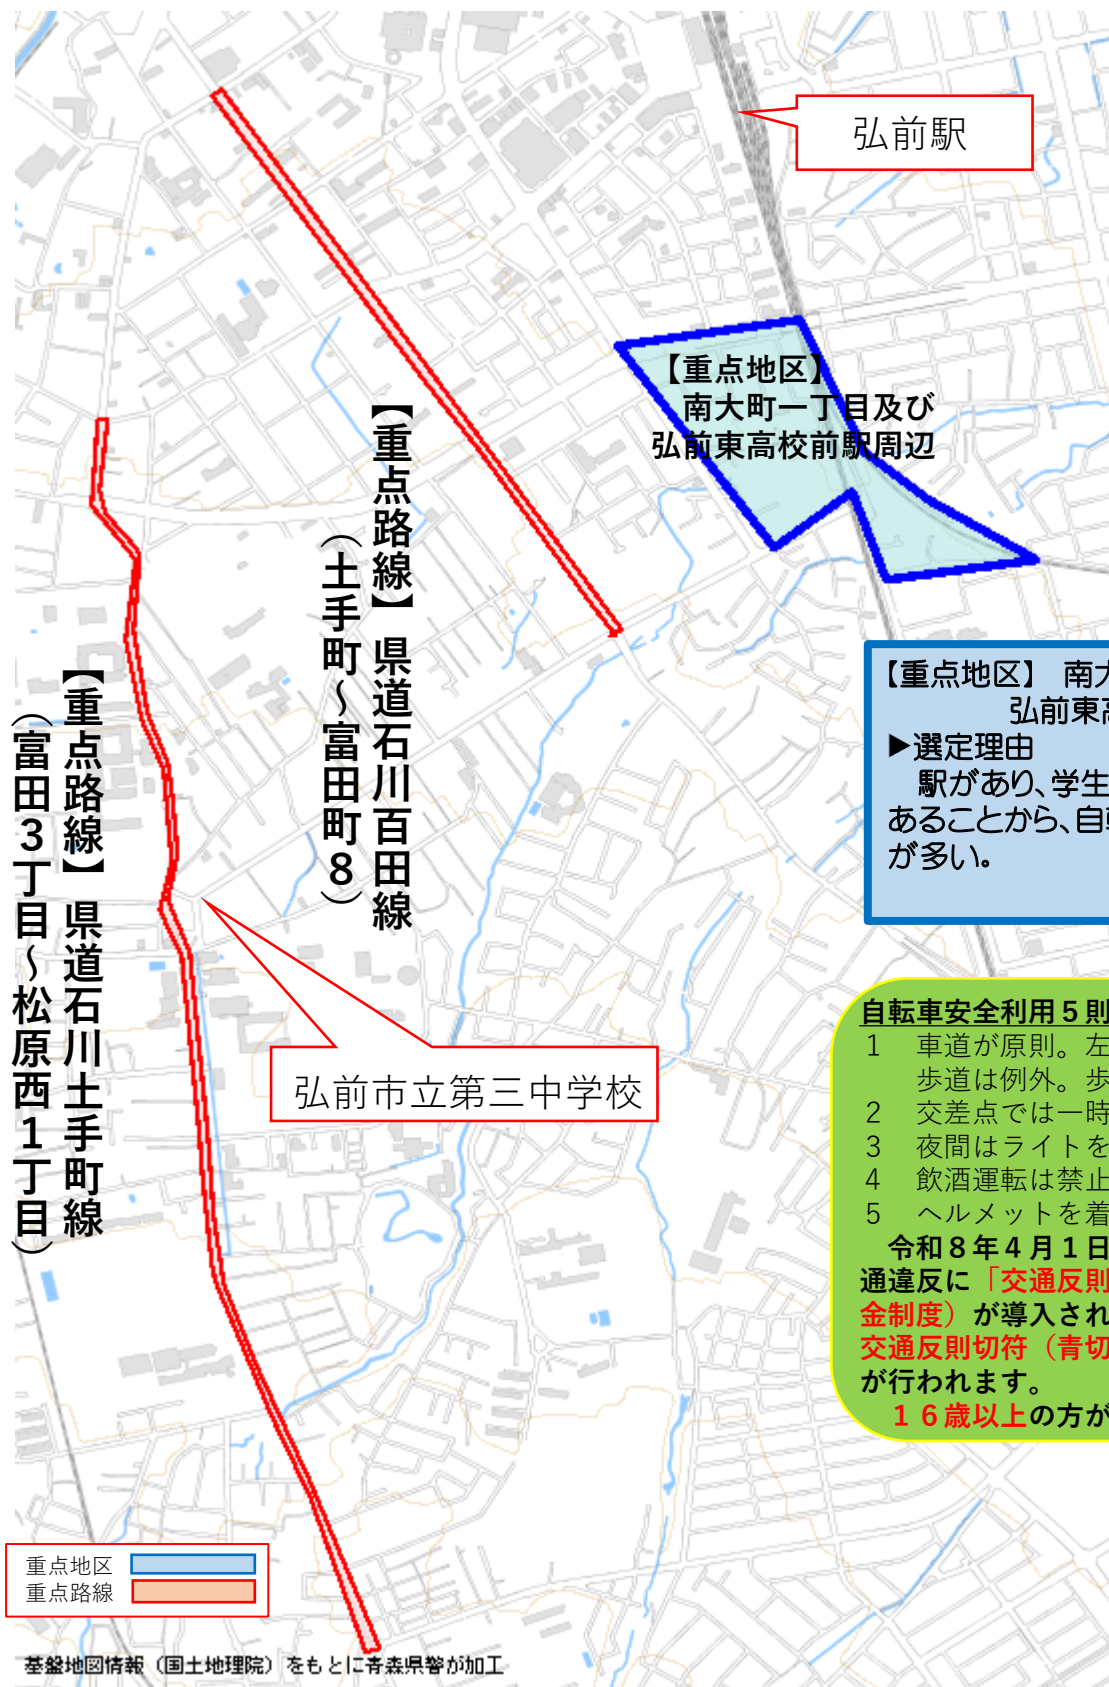 弘前駅
【重点地区】
南大町一丁目及び
弘前東高校前駅周辺
【重点路線】 県道石川百田線
(土手町～富田町8)
【重点路線】 県道石川土手町線
(富田3丁目～松原西1丁目)
弘前市立第三中学校
【重点地区】 南大
弘前東高
▶選定理由
駅があり、学生
あることから、自転
が多い。
自転車安全利用5則
1 車道が原則。左
歩道は例外。歩
2 交差点では一時
3 夜間はライトを
4 飲酒運転は禁止
5 ヘルメットを着
令和8年4月1日
通違反に「交通反則
金制度）が導入され
交通反則切符（青切
が行われます。
16歳以上の方が
重点地区
重点路線
基盤地図情報（国土地理院）をもとに青森県警が加工